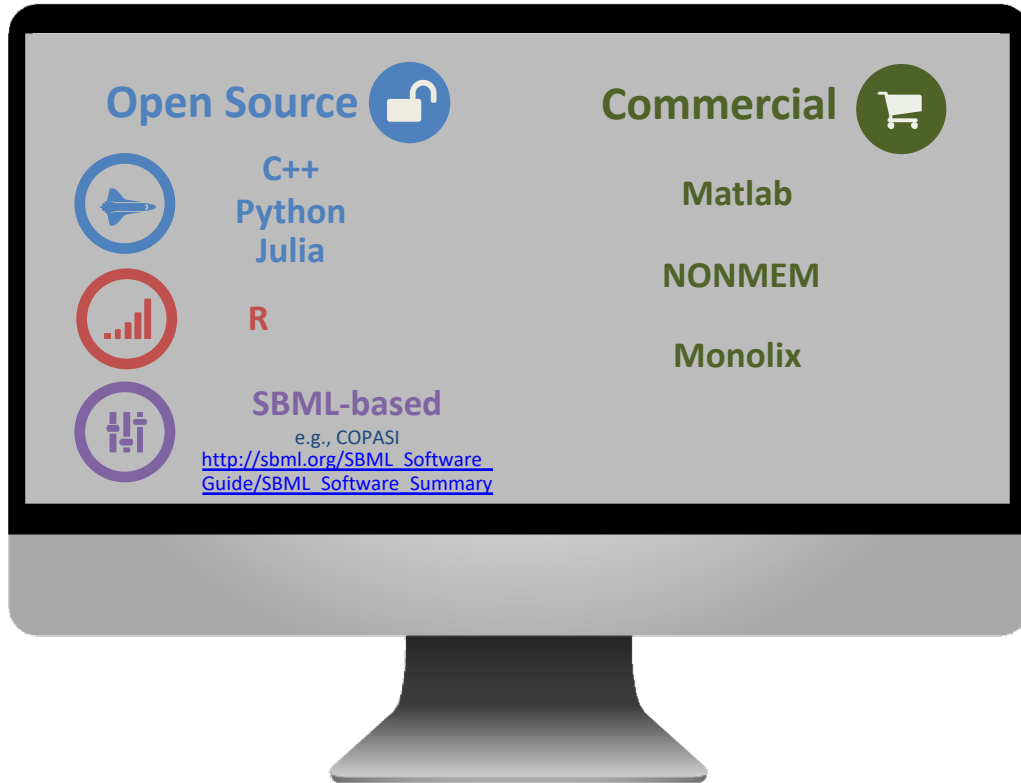 Open Source
C++
Python
Julia
R
SBML-based
e.g., COPASI
http://sbml.org/SBML_Software_
Guide/SBML_Software_Summary
Commercial
Matlab
NONMEM
Monolix